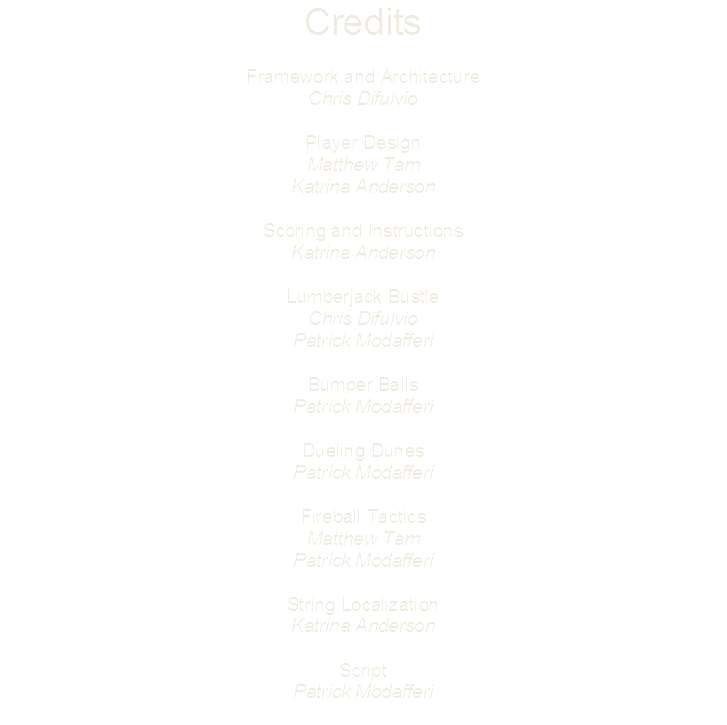 Credits
Framework and Architecture
Chris Difulvio
Player Design
Matthew Tam
Katrina Anderson
Scoring and Instructions
Katrina Anderson
Lumberjack Bustle
Chris Difulvio
Patrick Modafferi
Bumper Balls
Patrick Modafferi
Dueling Dunes
Patrick Modafferi
Fireball Tactics
Matthew Tam
Patrick Modafferi
String Localization
Katrina Anderson
Script
Patrick Modafferi